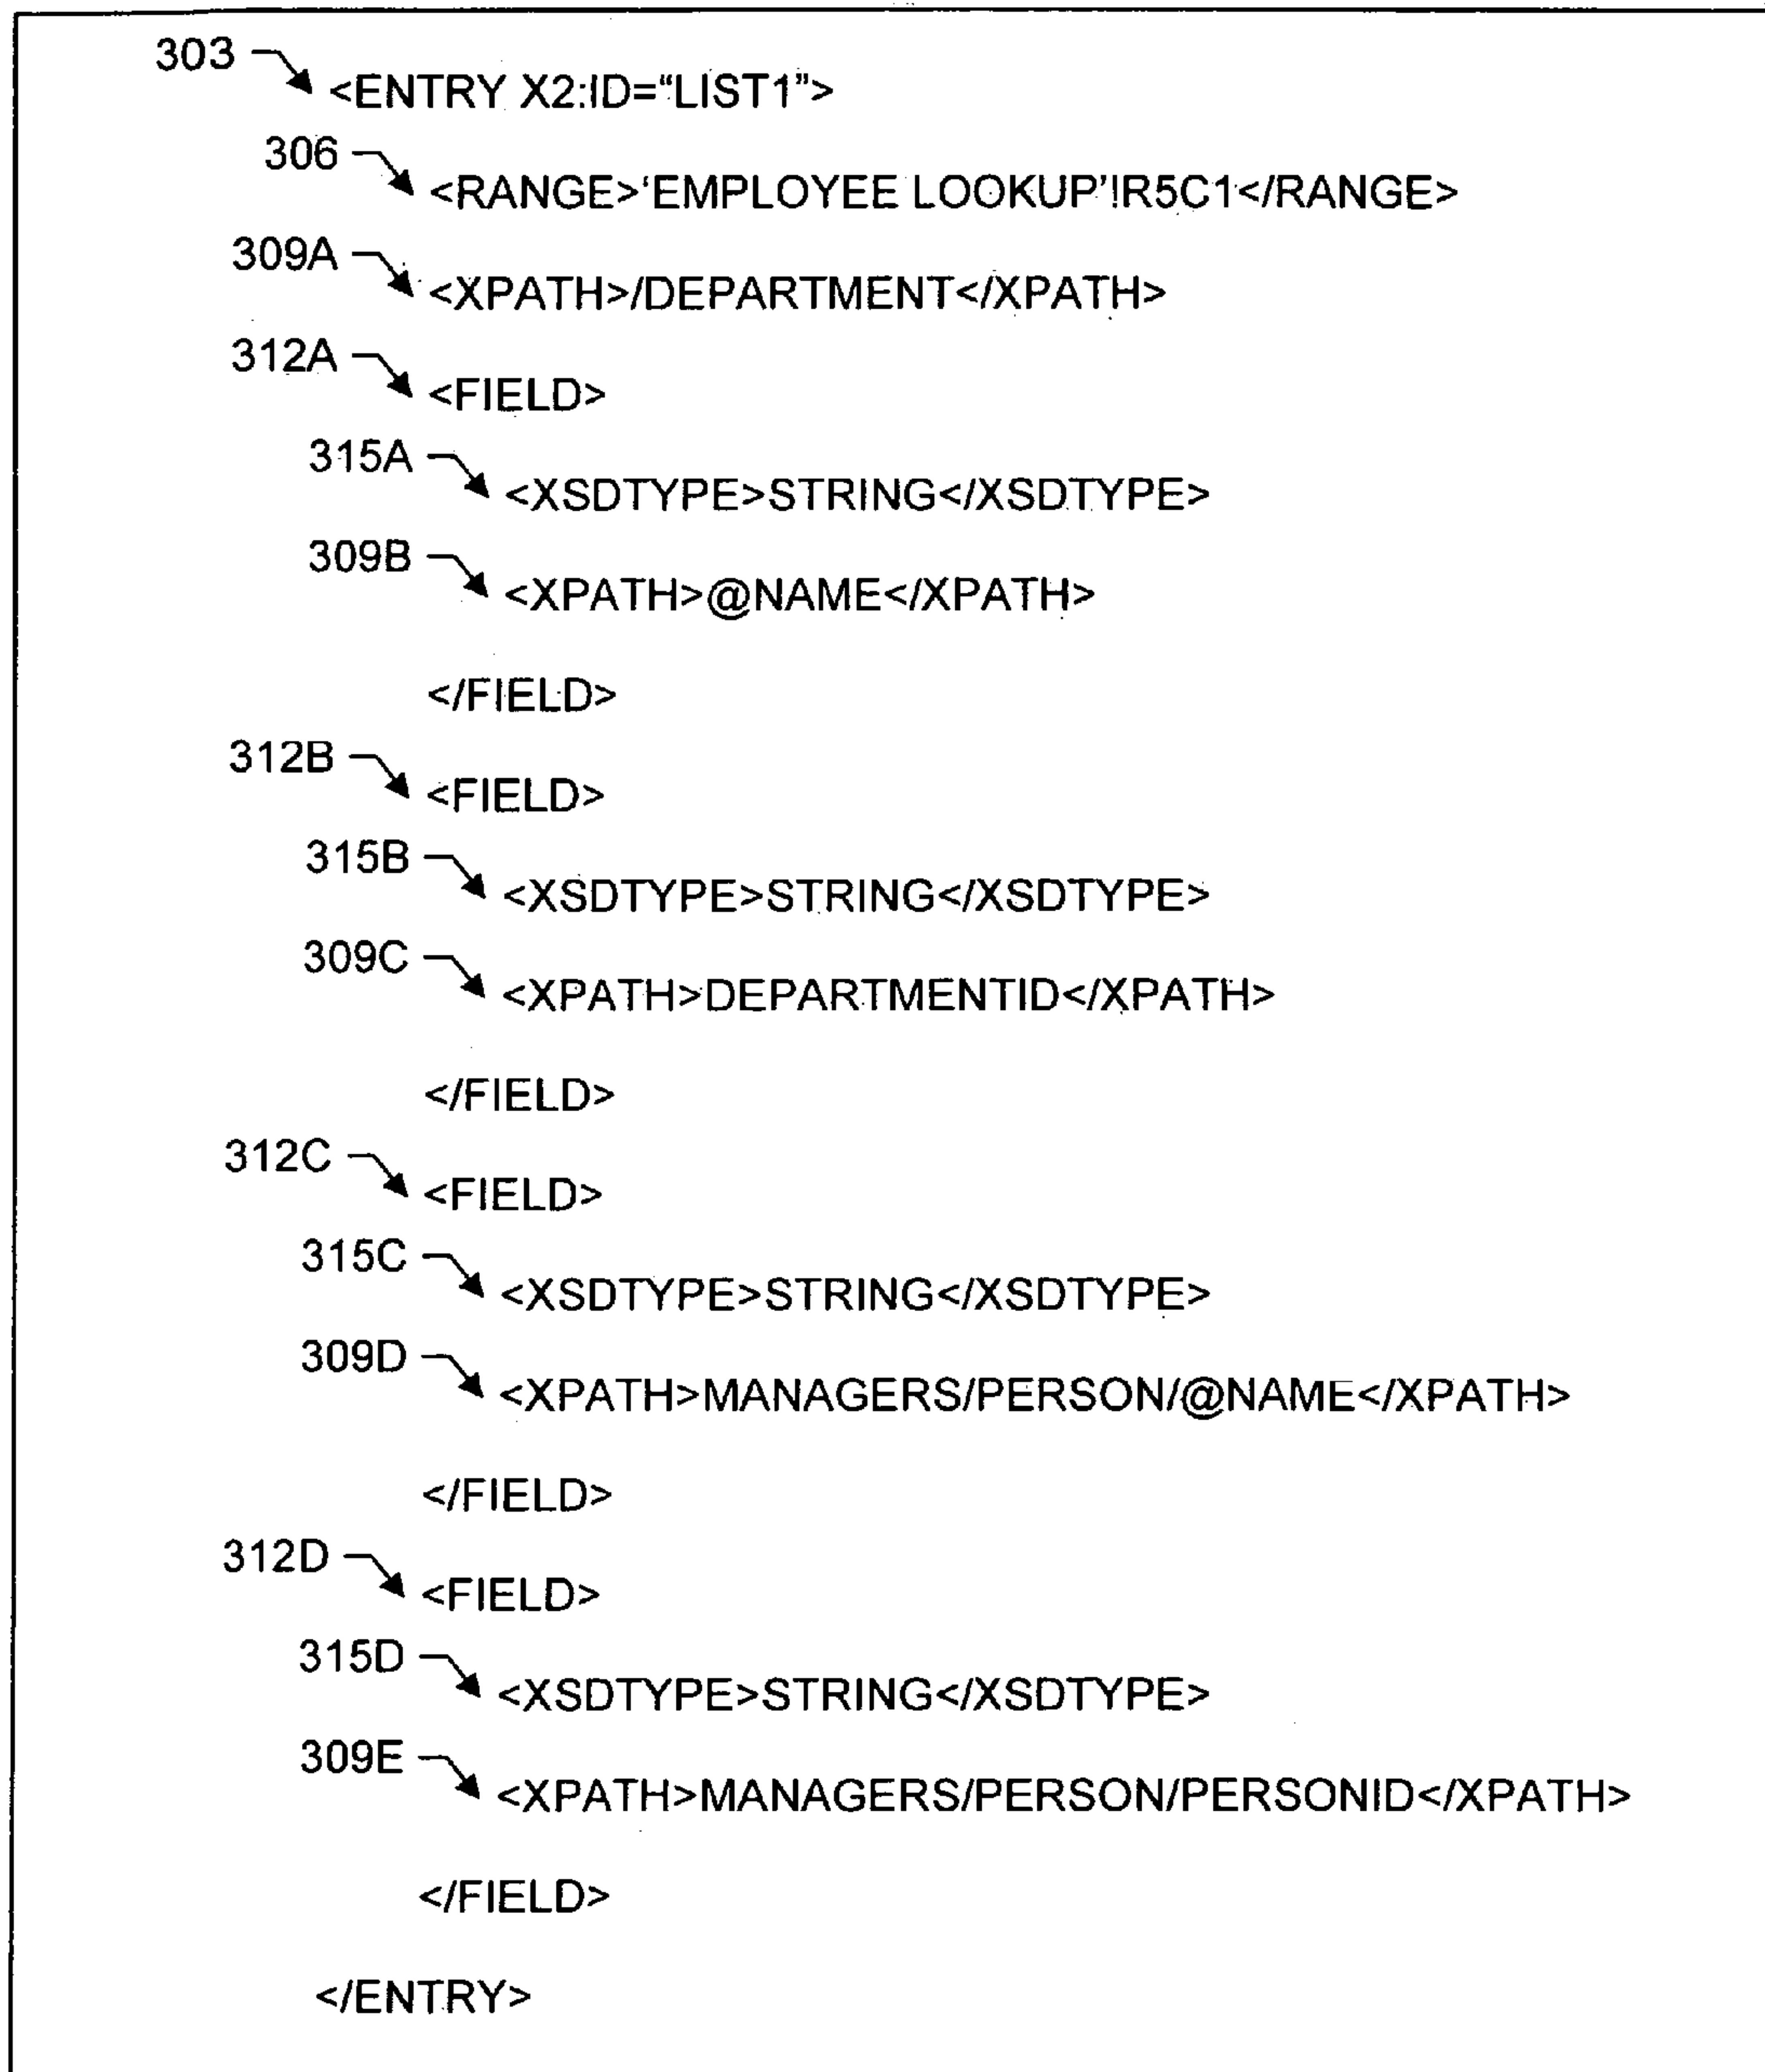 303
<ENTRY X2:ID="LIST1">
306
<RANGE>'EMPLOYEE LOOKUP'!R5C1</RANGE>
309A
<XPATH>/DEPARTMENT</XPATH>
312A
<FIELD>
315A
<XSDTYPE>STRING</XSDTYPE>
309B
<XPATH>@NAME</XPATH>
</FIELD>
312B
<FIELD>
315B
<XSDTYPE>STRING</XSDTYPE>
309C
<XPATH>DEPARTMENTID</XPATH>
</FIELD>
312C
<FIELD>
315C
<XSDTYPE>STRING</XSDTYPE>
309D
<XPATH>MANAGERS/PERSON/@NAME</XPATH>
</FIELD>
312D
<FIELD>
315D
<XSDTYPE>STRING</XSDTYPE>
309E
<XPATH>MANAGERS/PERSON/PERSONID</XPATH>
</FIELD>
</ENTRY>